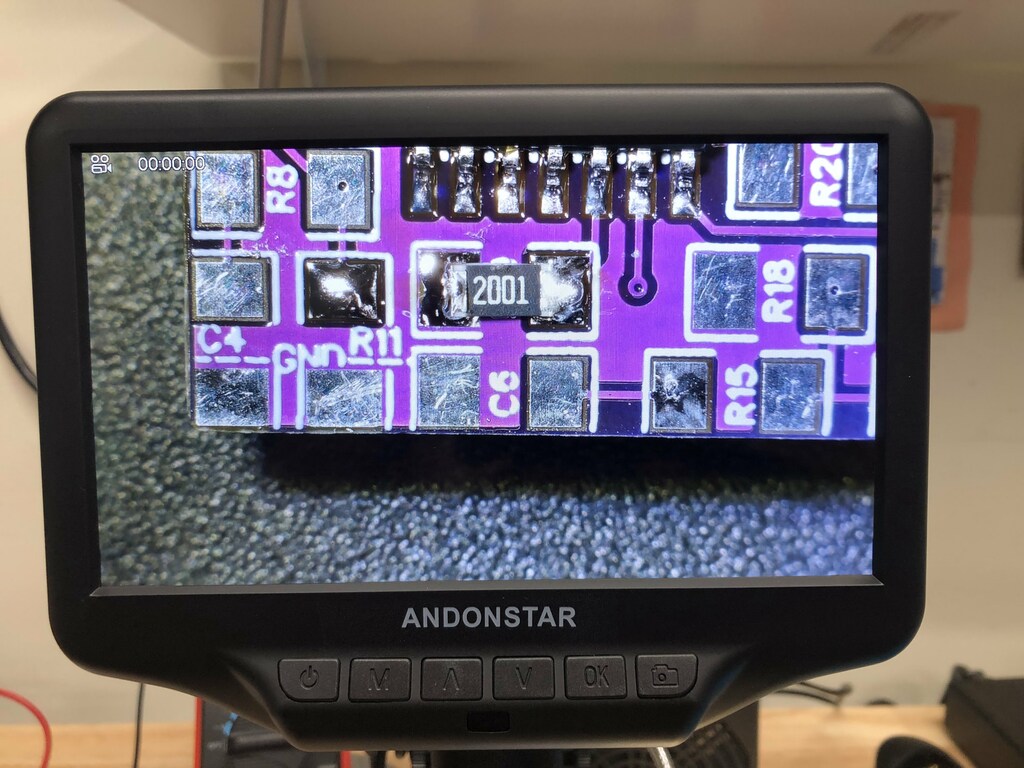 00:00:00
R8
R20
2001
R18
C4
GND
R11
C6
R15
ANDONSTAR
M
OK